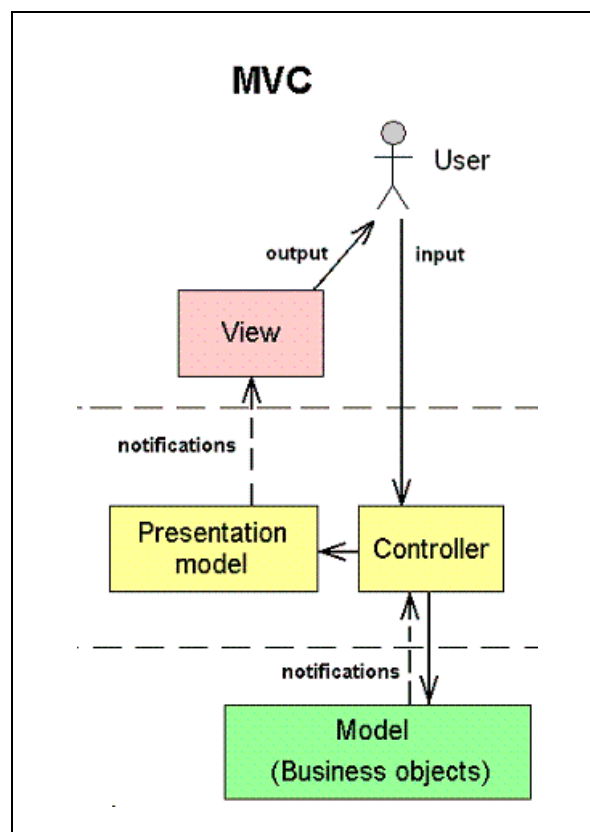 MVC
User
output
input
View
notifications
Presentation
model
Controller
notifications
Model
(Business objects)